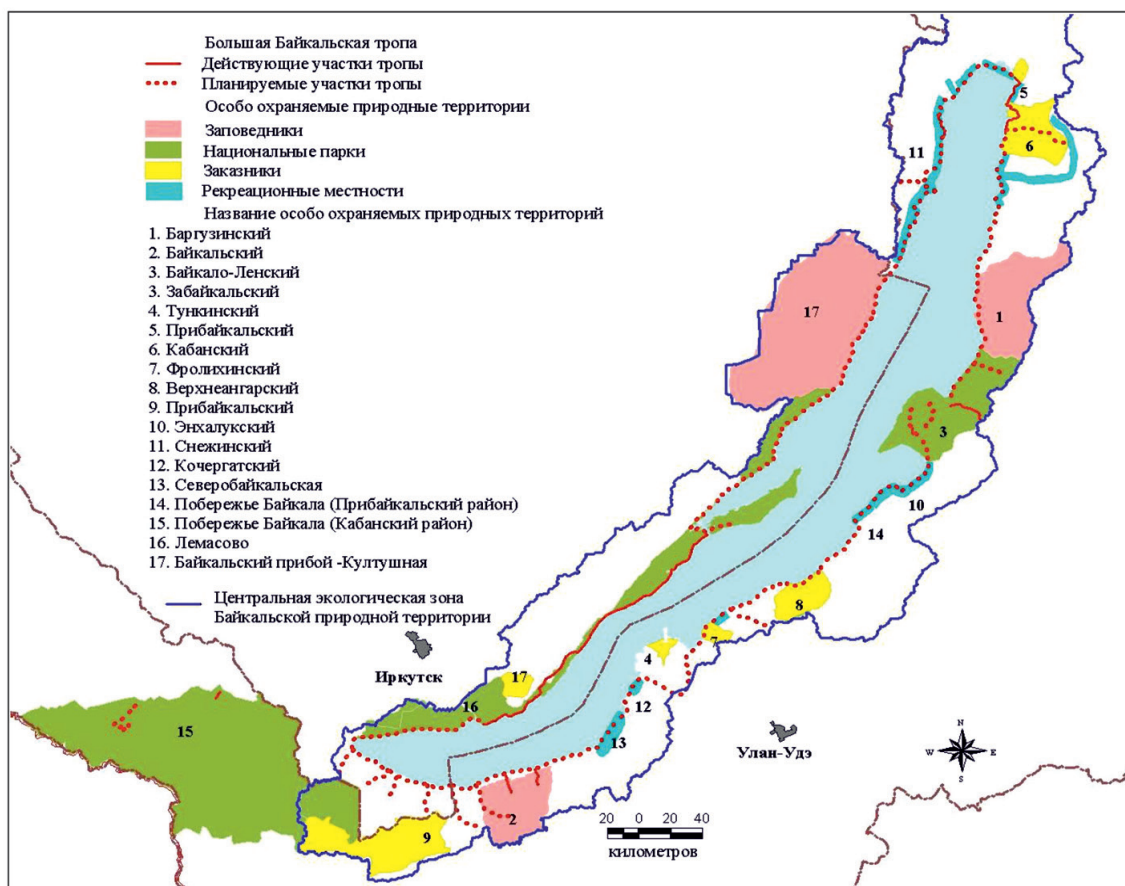 Большая Байкальская тропа
Действующие участки тропы
Планируемые участки тропы
Особо охраняемые природные территории
Заповедники
Национальные парки
Заказники
Рекреационные местности
Название особо охраняемых природных территорий
1. Баргузинский
2. Байкальский
3. Байкало-Ленский
3. Забайкальский
4. Тункинский
5. Прибайкальский
6. Кабанский
7. Фролихинский
8. Верхнеангарский
9. Прибайкальский
10. Энхалукский
11. Снежинский
12. Кочергатский
13. Северобайкальская
14. Побережье Байкала (Прибайкальский район)
15. Побережье Байкала (Кабанский район)
16. Лемасово
17. Байкальский прибой -Култушная
Центральная экологическая зона
Байкальской природной территории
5
6
11
17
1
3
10
14
8
7
4
Иркутск
17
16
12
15
13
Улан-Удэ
N
W E
S
2
9
20 0 20 40
километров